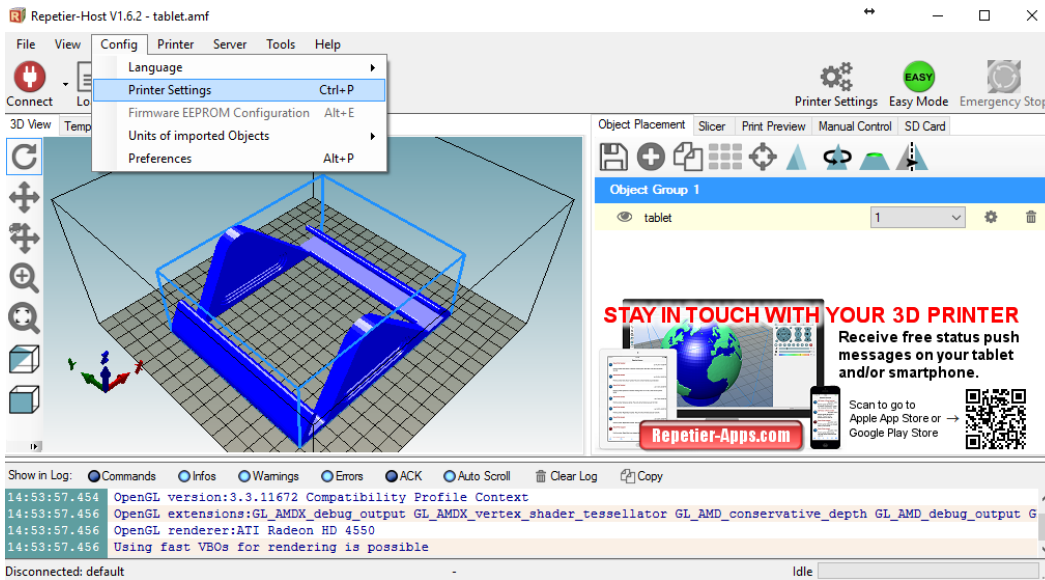 Repetier-Host V1.6.2 - tablet.amf
File View Config Printer Server Tools Help
Language
Printer Settings Ctrl+P
Firmware EEPROM Configuration Alt+E
Units of imported Objects
Preferences Alt+P
Connect Lo
Printer Settings EASY Easy Mode Emergency Stop
3D View Temp
Object Placement Slicer Print Preview Manual Control SD Card
Object Group 1
tablet 1
STAY IN TOUCH WITH YOUR 3D PRINTER
Receive free status push
messages on your tablet
and/or smartphone.
Scan to go to
Apple App Store or →
Google Play Store
Repetier-Apps.com
Y X
Show in Log: Commands Infos Warnings Errors ACK Auto Scroll Clear Log Copy
14:53:57.454 OpenGL version:3.3.11672 Compatibility Profile Context
14:53:57.456 OpenGL extensions:GL_AMDX_debug_output GL_AMDX_vertex_shader_tessellator GL_AMD_conservative_depth GL_AMD_debug_output G
14:53:57.456 OpenGL renderer:ATI Radeon HD 4550
14:53:57.456 Using fast VBOs for rendering is possible
Disconnected: default - Idle